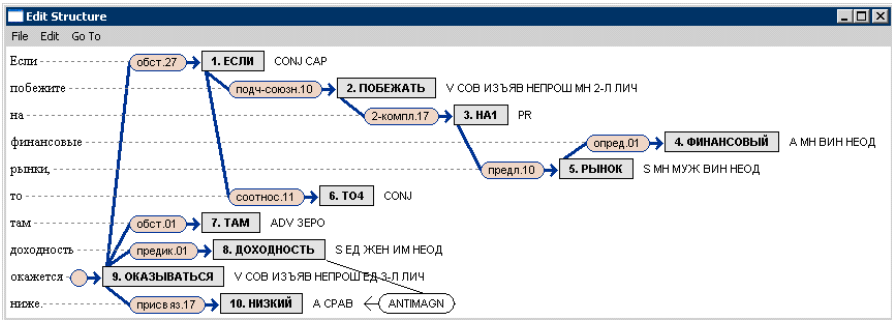 Edit Structure
File Edit Go To
Если обст.27 1. ЕСЛИ CONJ CAP
побежите подч-союзн.10 2. ПОБЕЖАТЬ V СОВ ИЗЪЯВ НЕПРОШ МН 2-Л ЛИЧ
на 2-компл.17 3. НА1 PR
финансовые опред.01 4. ФИНАНСОВЫЙ A МН ВИН НЕОД
рынки, предл.10 5. РЫНОК S МН МУЖ ВИН НЕОД
то соотнос.11 6. ТО4 CONJ
там обст.01 7. ТАМ ADV ЗЕРО
доходность предик.01 8. ДОХОДНОСТЬ S ЕД ЖЕН ИМ НЕОД
окажется 9. ОКАЗЫВАТЬСЯ V СОВ ИЗЪЯВ НЕПРОШ ЕД 3-Л ЛИЧ
ниже. присвяз.17 10. НИЗКИЙ A СРАВ ANTIMAGN